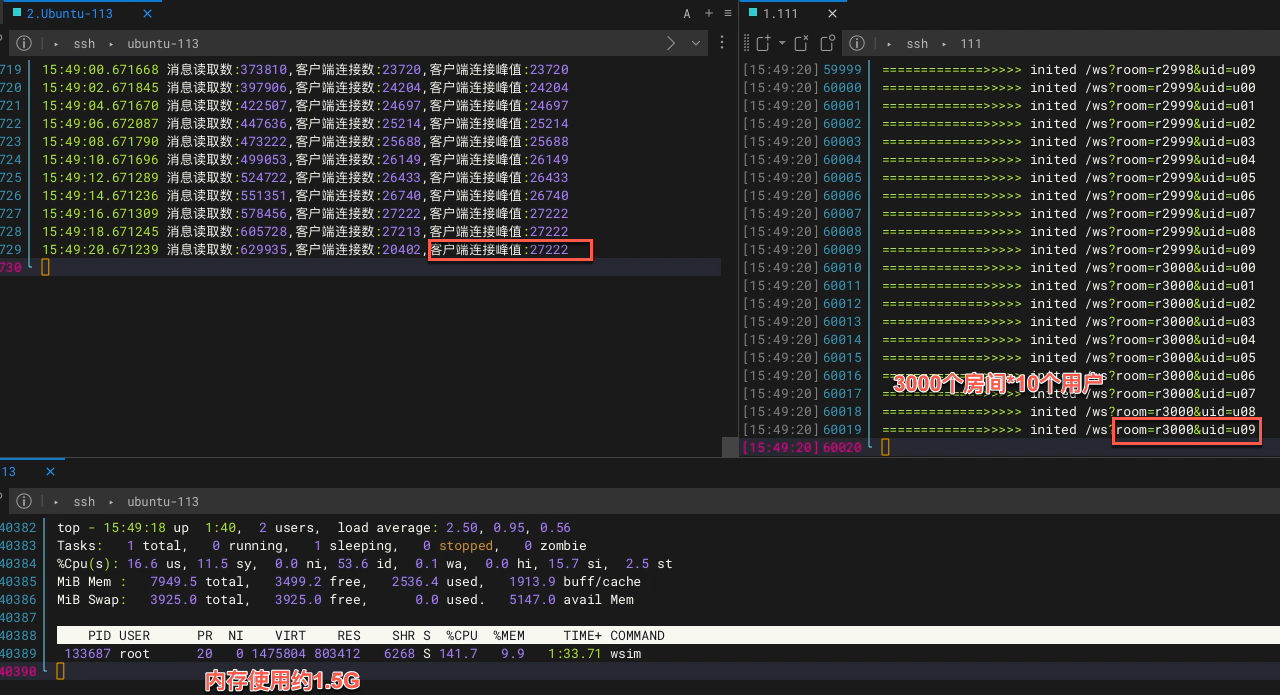 2.Ubuntu-113 × A + ≡
ssh ubuntu-113
719 15:49:00.671668 消息读取数:373810,客户端连接数:23720,客户端连接峰值:23720
720 15:49:02.671845 消息读取数:397906,客户端连接数:24204,客户端连接峰值:24204
721 15:49:04.671670 消息读取数:422507,客户端连接数:24697,客户端连接峰值:24697
722 15:49:06.672087 消息读取数:447636,客户端连接数:25214,客户端连接峰值:25214
723 15:49:08.671790 消息读取数:473222,客户端连接数:25688,客户端连接峰值:25688
724 15:49:10.671696 消息读取数:499053,客户端连接数:26149,客户端连接峰值:26149
725 15:49:12.671289 消息读取数:524722,客户端连接数:26433,客户端连接峰值:26433
726 15:49:14.671236 消息读取数:551351,客户端连接数:26740,客户端连接峰值:26740
727 15:49:16.671309 消息读取数:578456,客户端连接数:27222,客户端连接峰值:27222
728 15:49:18.671245 消息读取数:605728,客户端连接数:27213,客户端连接峰值:27222
729 15:49:20.671239 消息读取数:629935,客户端连接数:20402,客户端连接峰值:27222
730
1.111 ×
ssh 111
[15:49:20] 59999 =============>>>>> inited /ws?room=r2998&uid=u09
[15:49:20] 60000 =============>>>>> inited /ws?room=r2999&uid=u00
[15:49:20] 60001 =============>>>>> inited /ws?room=r2999&uid=u01
[15:49:20] 60002 =============>>>>> inited /ws?room=r2999&uid=u02
[15:49:20] 60003 =============>>>>> inited /ws?room=r2999&uid=u03
[15:49:20] 60004 =============>>>>> inited /ws?room=r2999&uid=u04
[15:49:20] 60005 =============>>>>> inited /ws?room=r2999&uid=u05
[15:49:20] 60006 =============>>>>> inited /ws?room=r2999&uid=u06
[15:49:20] 60007 =============>>>>> inited /ws?room=r2999&uid=u07
[15:49:20] 60008 =============>>>>> inited /ws?room=r2999&uid=u08
[15:49:20] 60009 =============>>>>> inited /ws?room=r2999&uid=u09
[15:49:20] 60010 =============>>>>> inited /ws?room=r3000&uid=u00
[15:49:20] 60011 =============>>>>> inited /ws?room=r3000&uid=u01
[15:49:20] 60012 =============>>>>> inited /ws?room=r3000&uid=u02
[15:49:20] 60013 =============>>>>> inited /ws?room=r3000&uid=u03
[15:49:20] 60014 =============>>>>> inited /ws?room=r3000&uid=u04
[15:49:20] 60015 =============>>>>> inited /ws?room=r3000&uid=u05
[15:49:20] 60016 =============>>>>> inited /ws?room=r3000&uid=u06
3000个房间*10个用户
[15:49:20] 60017 =============>>>>> inited /ws?room=r3000&uid=u07
[15:49:20] 60018 =============>>>>> inited /ws?room=r3000&uid=u08
[15:49:20] 60019 =============>>>>> inited /ws?room=r3000&uid=u09
[15:49:20] 60020
13 ×
ssh ubuntu-113
40382 top - 15:49:18 up 1:40, 2 users, load average: 2.50, 0.95, 0.56
40383 Tasks: 1 total, 0 running, 1 sleeping, 0 stopped, 0 zombie
40384 %Cpu(s): 16.6 us, 11.5 sy, 0.0 ni, 53.6 id, 0.1 wa, 0.0 hi, 15.7 si, 2.5 st
40385 MiB Mem : 7949.5 total, 3499.2 free, 2536.4 used, 1913.9 buff/cache
40386 MiB Swap: 3925.0 total, 3925.0 free, 0.0 used. 5147.0 avail Mem
40387
40388 PID USER PR NI VIRT RES SHR S %CPU %MEM TIME+ COMMAND
40389 133687 root 20 0 1475804 803412 6268 S 141.7 9.9 1:33.71 wsim
40390
内存使用约1.5G